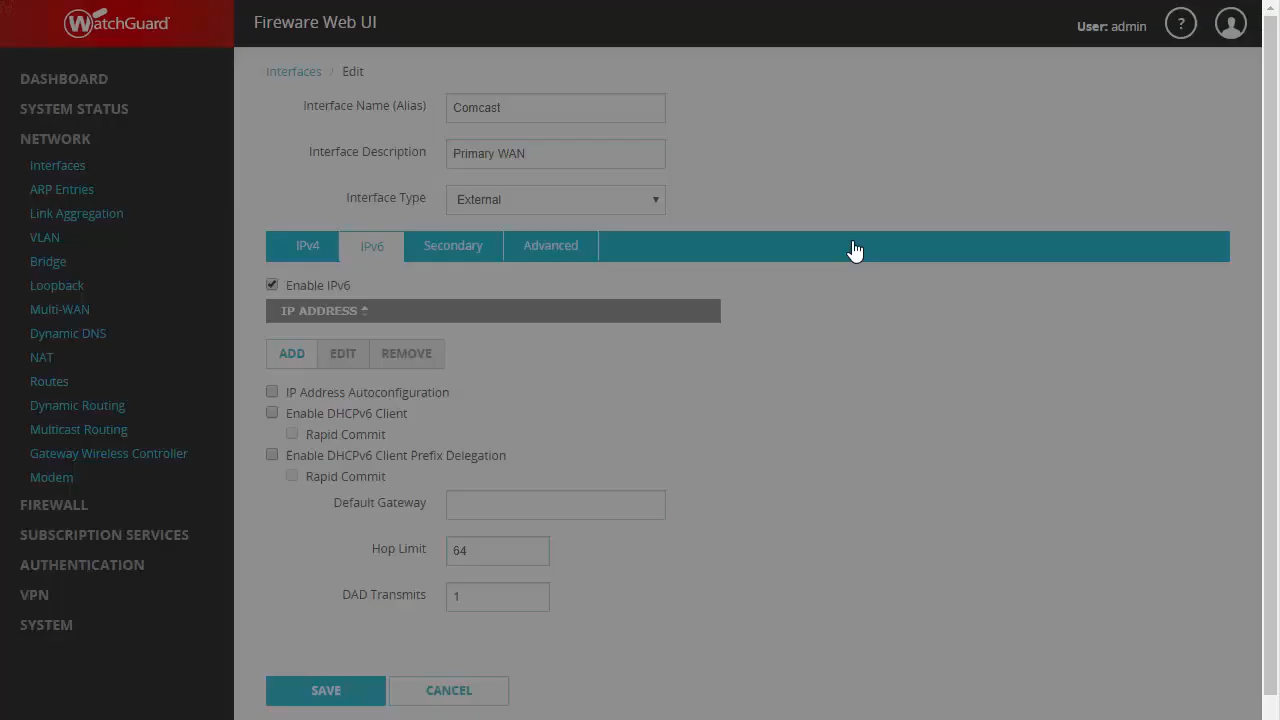 WatchGuard
Fireware Web UI
User: admin
?
DASHBOARD
SYSTEM STATUS
NETWORK
Interfaces
ARP Entries
Link Aggregation
VLAN
Bridge
Loopback
Multi-WAN
Dynamic DNS
NAT
Routes
Dynamic Routing
Multicast Routing
Gateway Wireless Controller
Modem
FIREWALL
SUBSCRIPTION SERVICES
AUTHENTICATION
VPN
SYSTEM
Interfaces / Edit
Interface Name (Alias) Comcast
Interface Description Primary WAN
Interface Type External
IPv4 IPv6 Secondary Advanced
Enable IPv6
IP ADDRESS
ADD EDIT REMOVE
IP Address Autoconfiguration
Enable DHCPv6 Client
Rapid Commit
Enable DHCPv6 Client Prefix Delegation
Rapid Commit
Default Gateway
Hop Limit 64
DAD Transmits 1
SAVE CANCEL